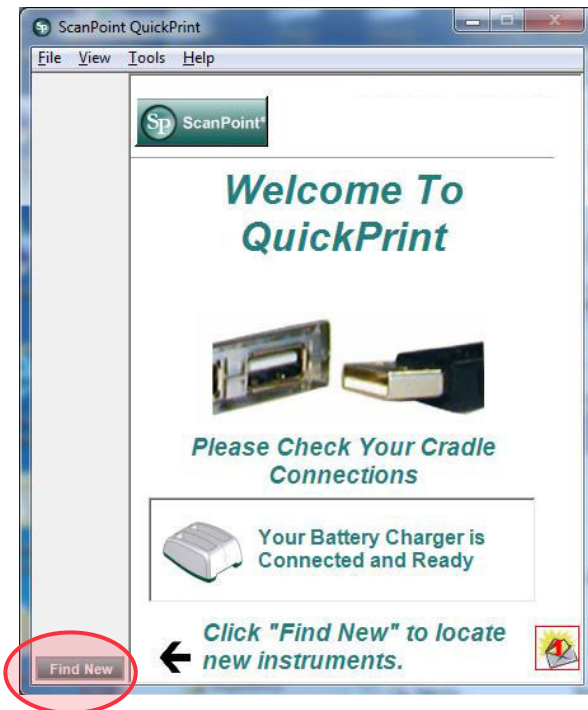 ScanPoint QuickPrint
File View Tools Help
Sp ScanPoint®
Welcome To
QuickPrint
Please Check Your Cradle
Connections
Your Battery Charger is
Connected and Ready
Click "Find New" to locate
new instruments.
Find New